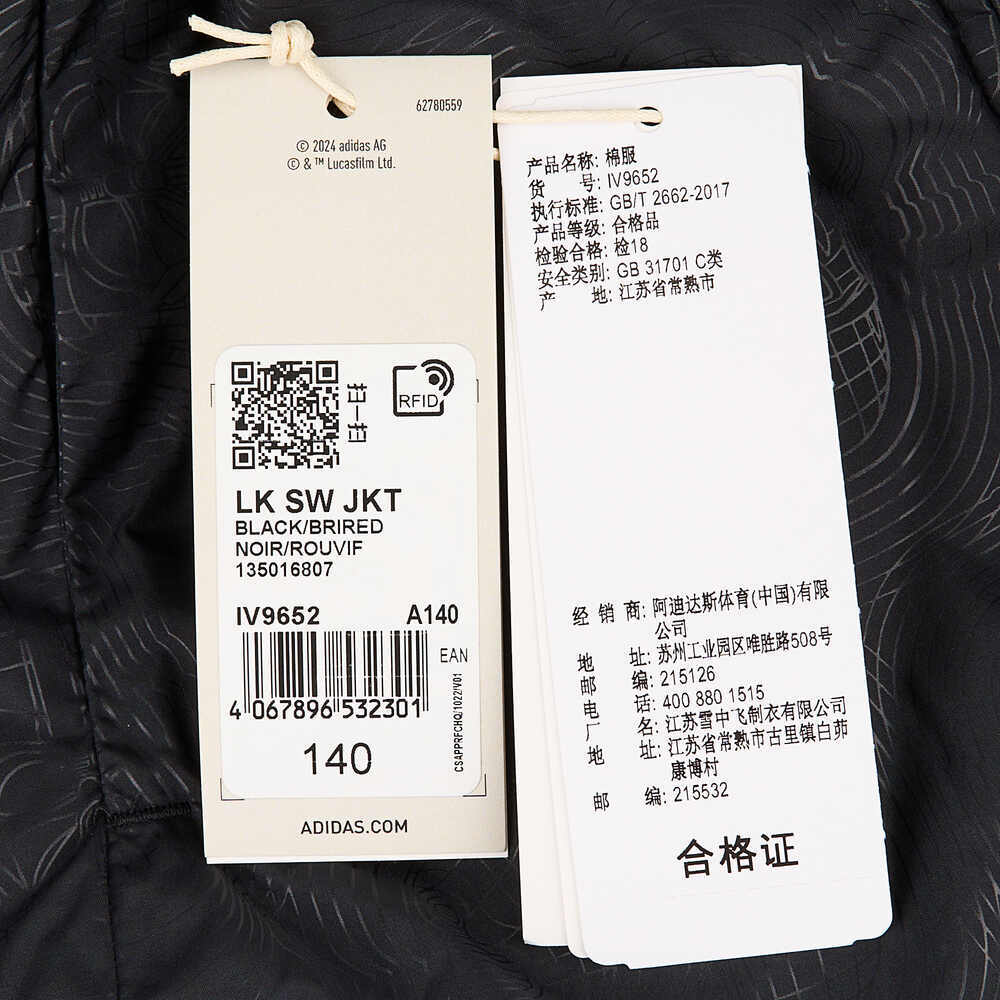 62780559
© 2024 adidas AG
© & ™ Lucasfilm Ltd.
扫一扫
RFID
LK SW JKT
BLACK/BRIRED
NOIR/ROUVIF
135016807
IV9652 A140
EAN
4 067896 532301
CSAPPRFCHQ/1022/V01
140
ADIDAS.COM
产品名称: 棉服
货 号: IV9652
执行标准: GB/T 2662-2017
产品等级: 合格品
检验合格: 检18
安全类别: GB 31701 C类
产 地: 江苏省常熟市
经 销 商: 阿迪达斯体育(中国)有限
公司
地 址: 苏州工业园区唯胜路508号
邮 编: 215126
电 话: 400 880 1515
厂 名: 江苏雪中飞制衣有限公司
地 址: 江苏省常熟市古里镇白茆
康博村
邮 编: 215532
合格证